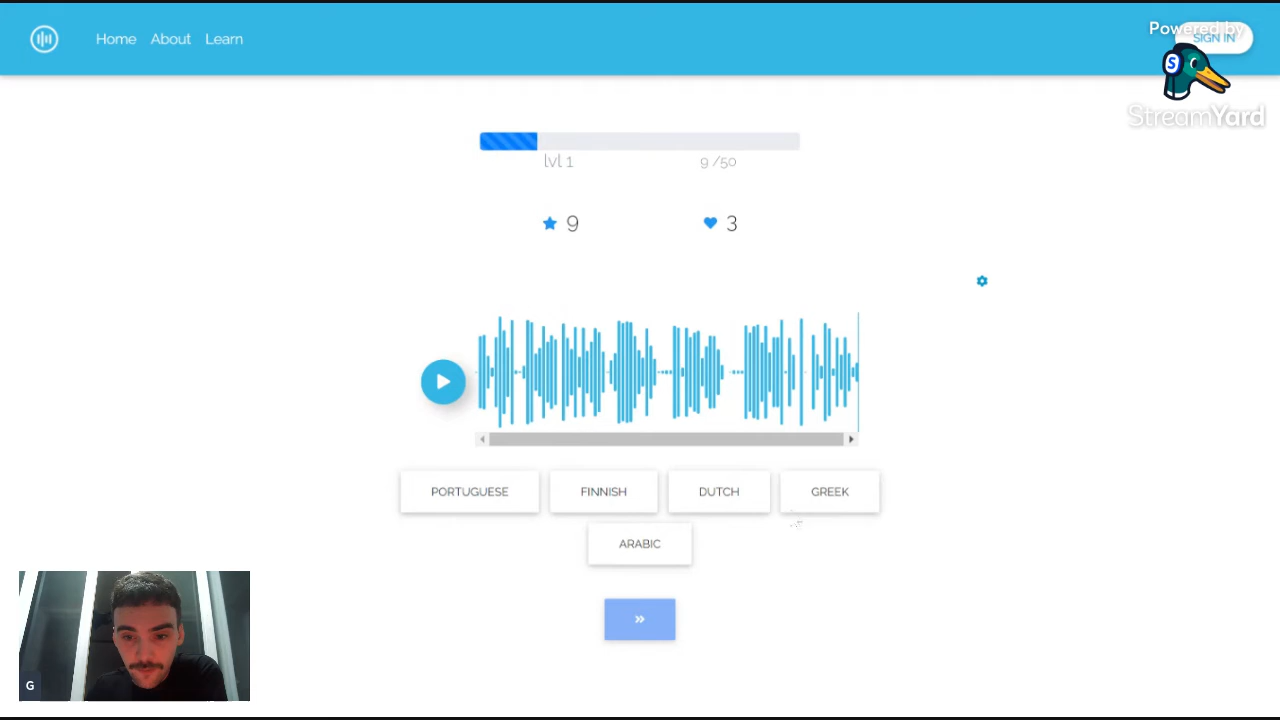 Home About Learn
Powered by
SIGN IN
S
StreamYard
lvl 1 9 /50
9 3
PORTUGUESE FINNISH DUTCH GREEK
ARABIC
»
G